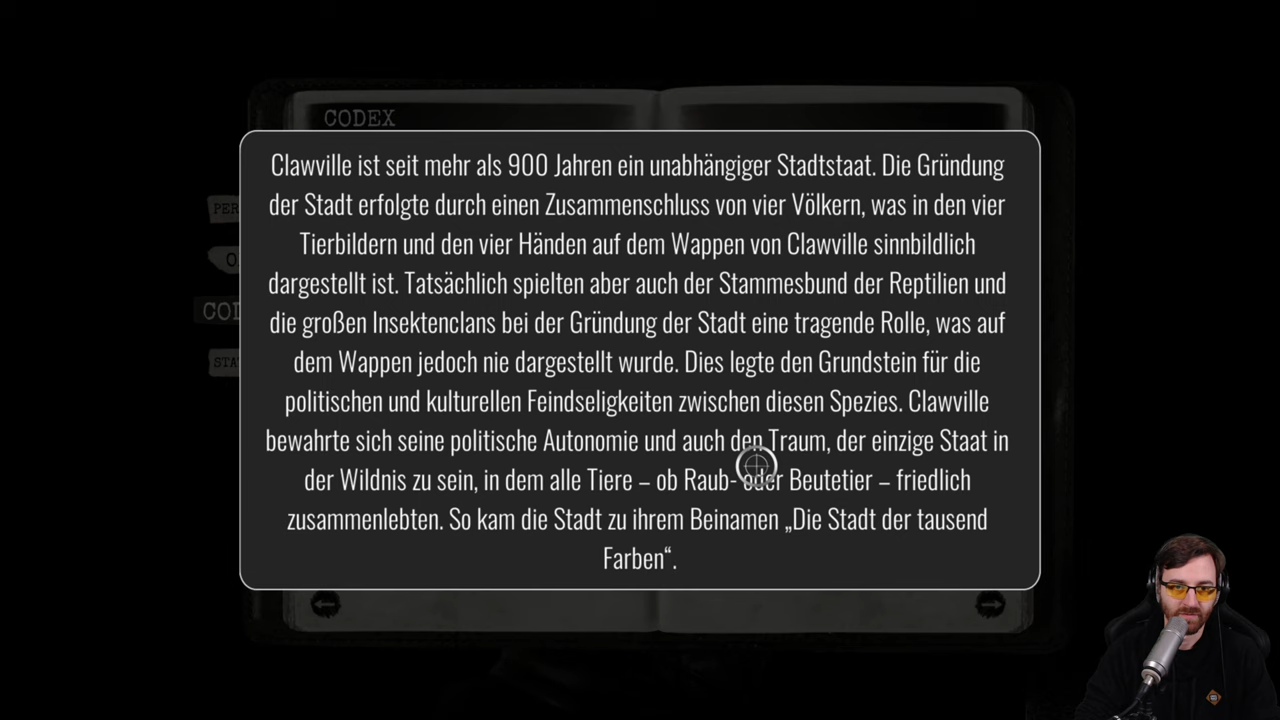 CODEX
Clawville ist seit mehr als 900 Jahren ein unabhängiger Stadtstaat. Die Gründung
der Stadt erfolgte durch einen Zusammenschluss von vier Völkern, was in den vier
Tierbildern und den vier Händen auf dem Wappen von Clawville sinnbildlich
dargestellt ist. Tatsächlich spielten aber auch der Stammesbund der Reptilien und
die großen Insektenclans bei der Gründung der Stadt eine tragende Rolle, was auf
dem Wappen jedoch nie dargestellt wurde. Dies legte den Grundstein für die
politischen und kulturellen Feindseligkeiten zwischen diesen Spezies. Clawville
bewahrte sich seine politische Autonomie und auch den Traum, der einzige Staat in
der Wildnis zu sein, in dem alle Tiere – ob Raub- oder Beutetier – friedlich
zusammenlebten. So kam die Stadt zu ihrem Beinamen „Die Stadt der tausend
Farben“.